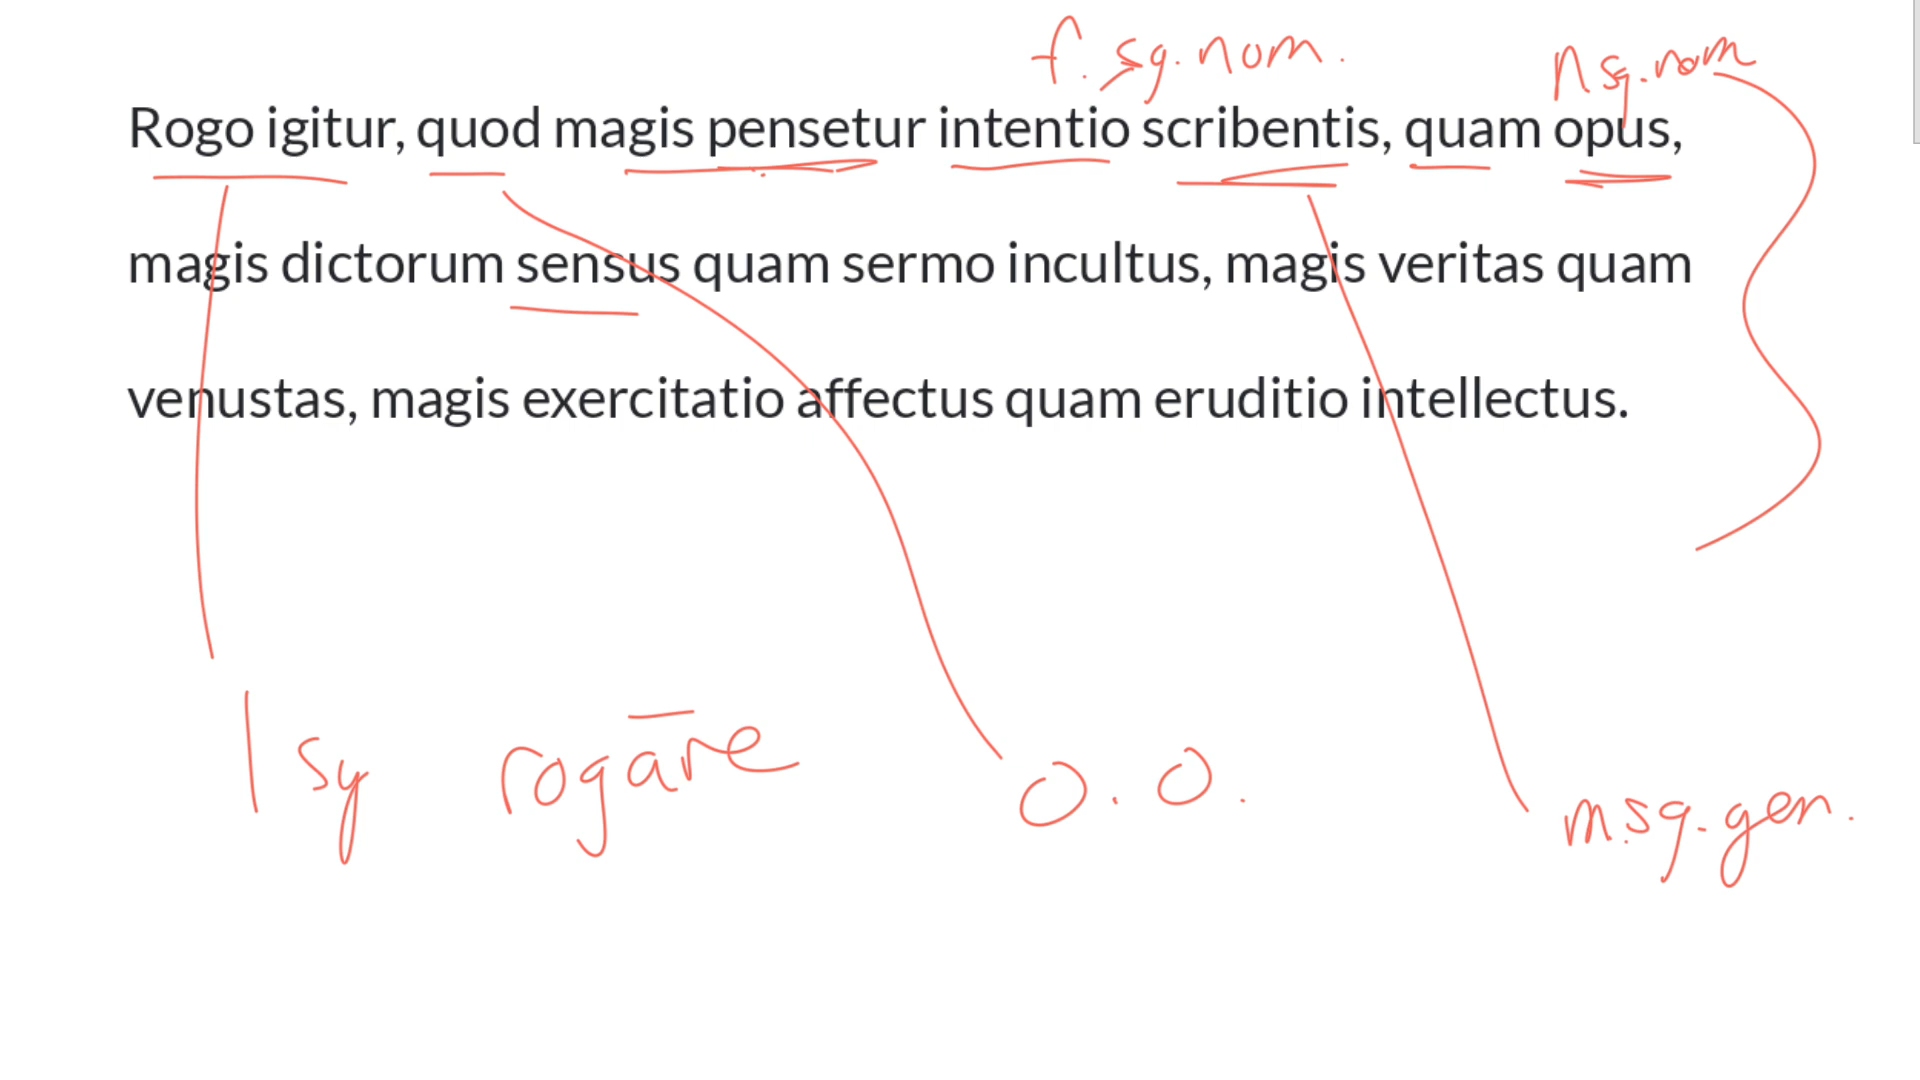 f. sg. nom.
n sg. nom
Rogo igitur, quod magis pensetur intentio scribentis, quam opus,
magis dictorum sensus quam sermo incultus, magis veritas quam
venustas, magis exercitatio affectus quam eruditio intellectus.
1 sg rogāre O. O.
m. sg. gen.